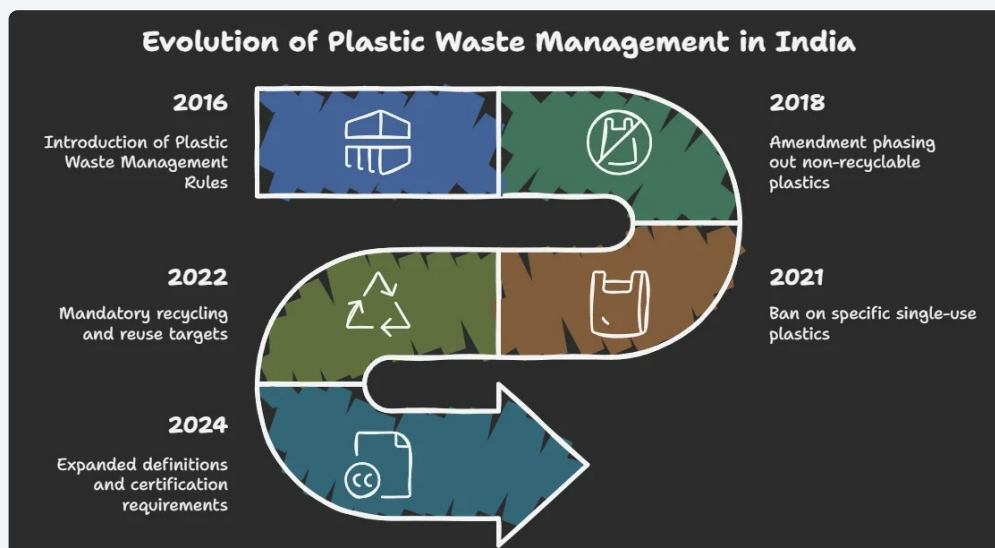 Evolution of Plastic Waste Management in India
2016
Introduction of Plastic
Waste Management
Rules
2018
Amendment phasing
out non-recyclable
plastics
2021
Ban on specific single-use
plastics
2022
Mandatory recycling
and reuse targets
2024
Expanded definitions
and certification
requirements
CC